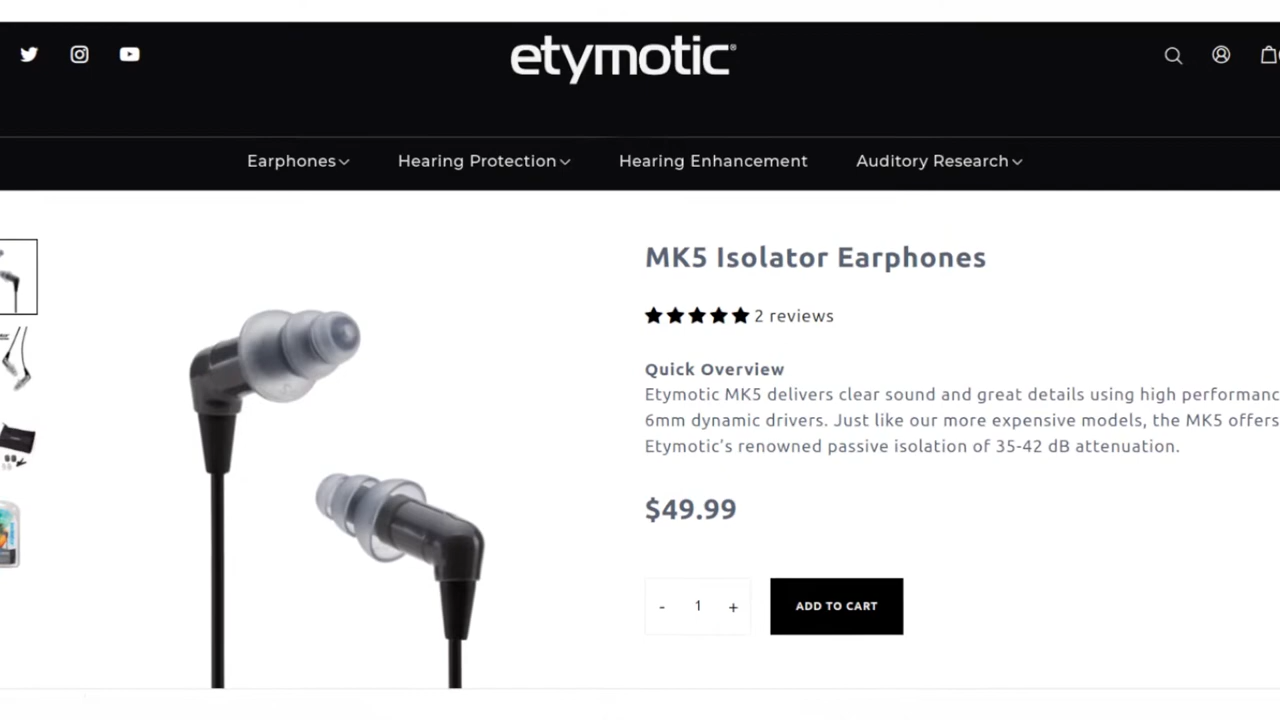 etymotic®
Earphones
Hearing Protection
Hearing Enhancement
Auditory Research
MK5 Isolator Earphones
2 reviews
Quick Overview
Etymotic MK5 delivers clear sound and great details using high performanc
6mm dynamic drivers. Just like our more expensive models, the MK5 offers
Etymotic’s renowned passive isolation of 35-42 dB attenuation.
$49.99
- 1 +
ADD TO CART